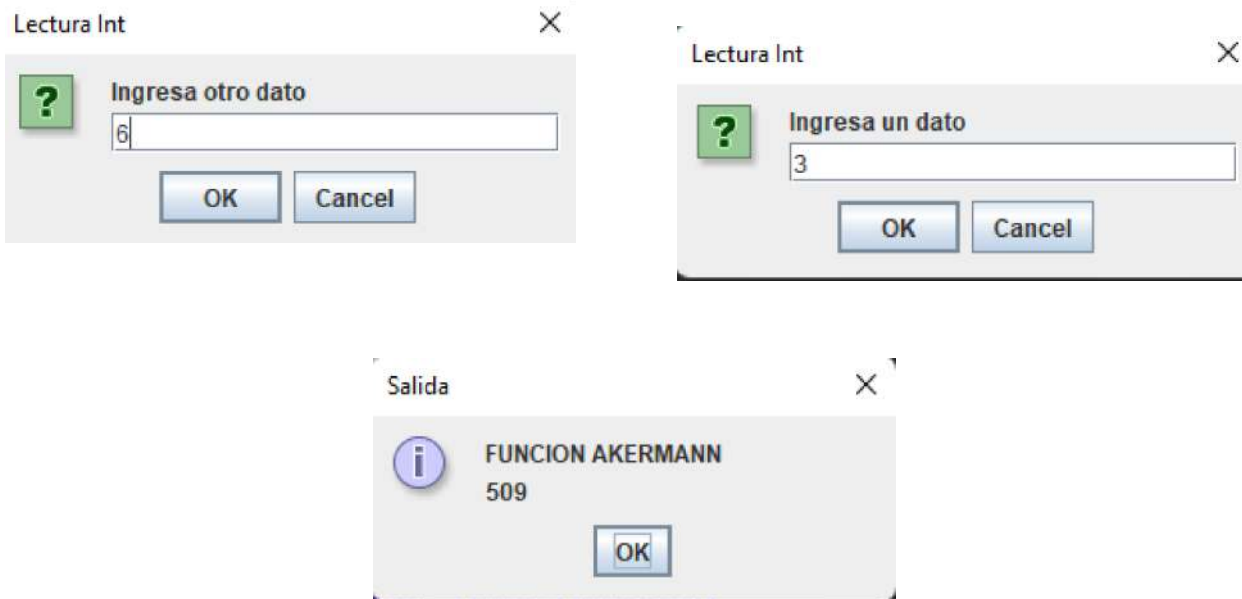 Lectura Int
Ingresa otro dato
6
OK Cancel
Lectura Int
Ingresa un dato
3
OK Cancel
Salida
FUNCION AKERMANN
509
OK